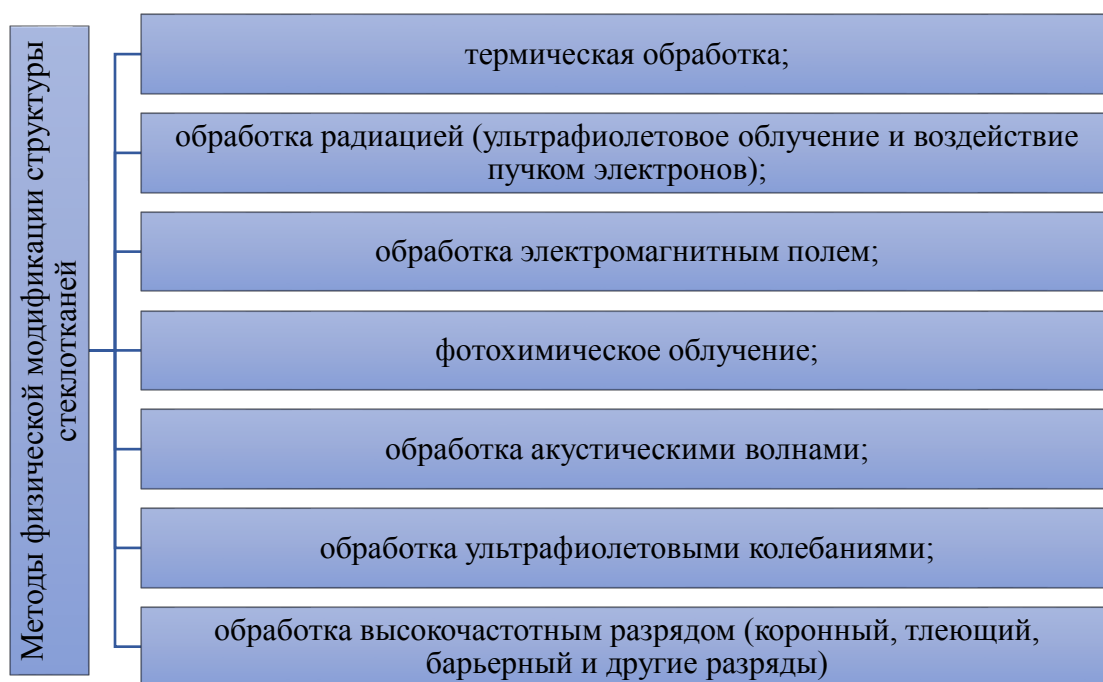 Методы физической модификации структуры
стеклотканей
термическая обработка;
обработка радиацией (ультрафиолетовое облучение и воздействие
пучком электронов);
обработка электромагнитным полем;
фотохимическое облучение;
обработка акустическими волнами;
обработка ультрафиолетовыми колебаниями;
обработка высокочастотным разрядом (коронный, тлеющий,
барьерный и другие разряды)